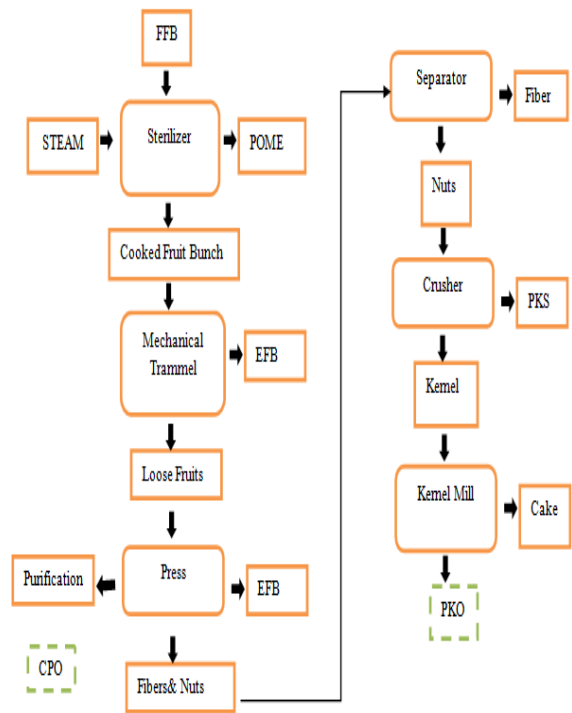 FFB
STEAM
Sterilizer
POME
Cooked Fruit Bunch
Mechanical
Trammel
EFB
Loose Fruits
Purification
Press
EFB
CPO
Fibers& Nuts
Separator
Fiber
Nuts
Crusher
PKS
Kernel
Kernel Mill
Cake
PKO